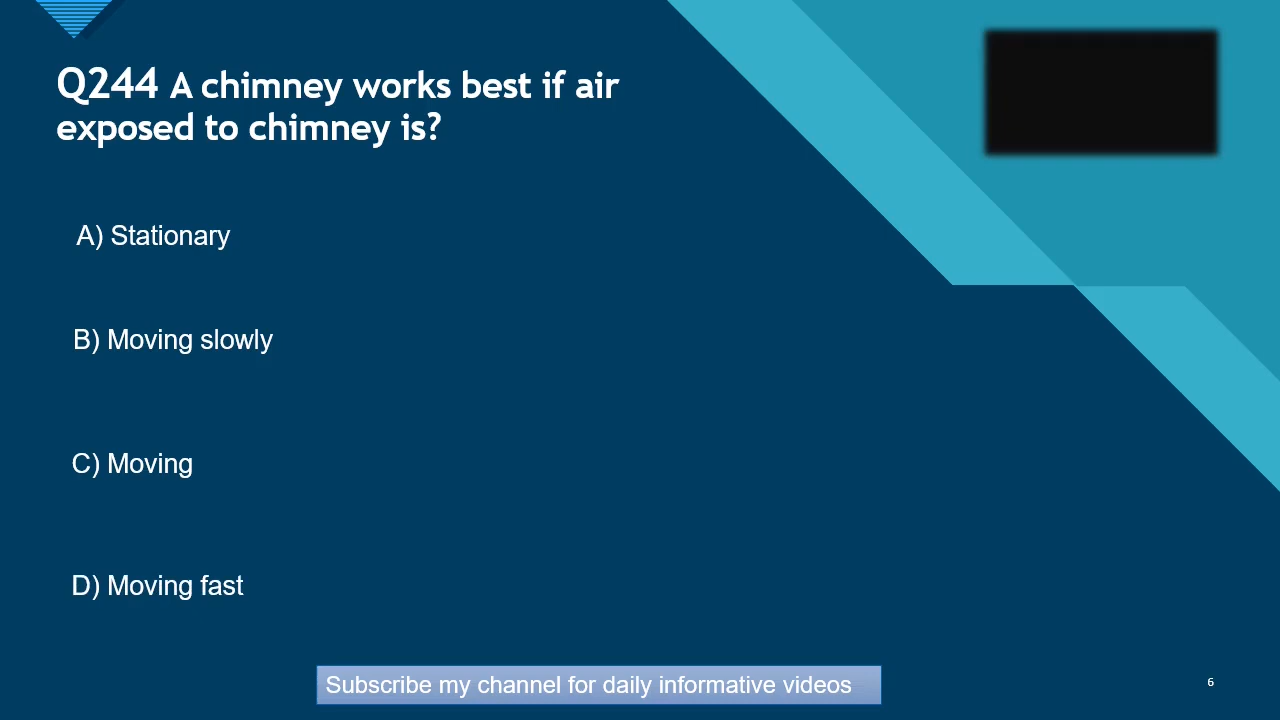 Q244 A chimney works best if air
exposed to chimney is?
A) Stationary
B) Moving slowly
C) Moving
D) Moving fast
Subscribe my channel for daily informative videos
6